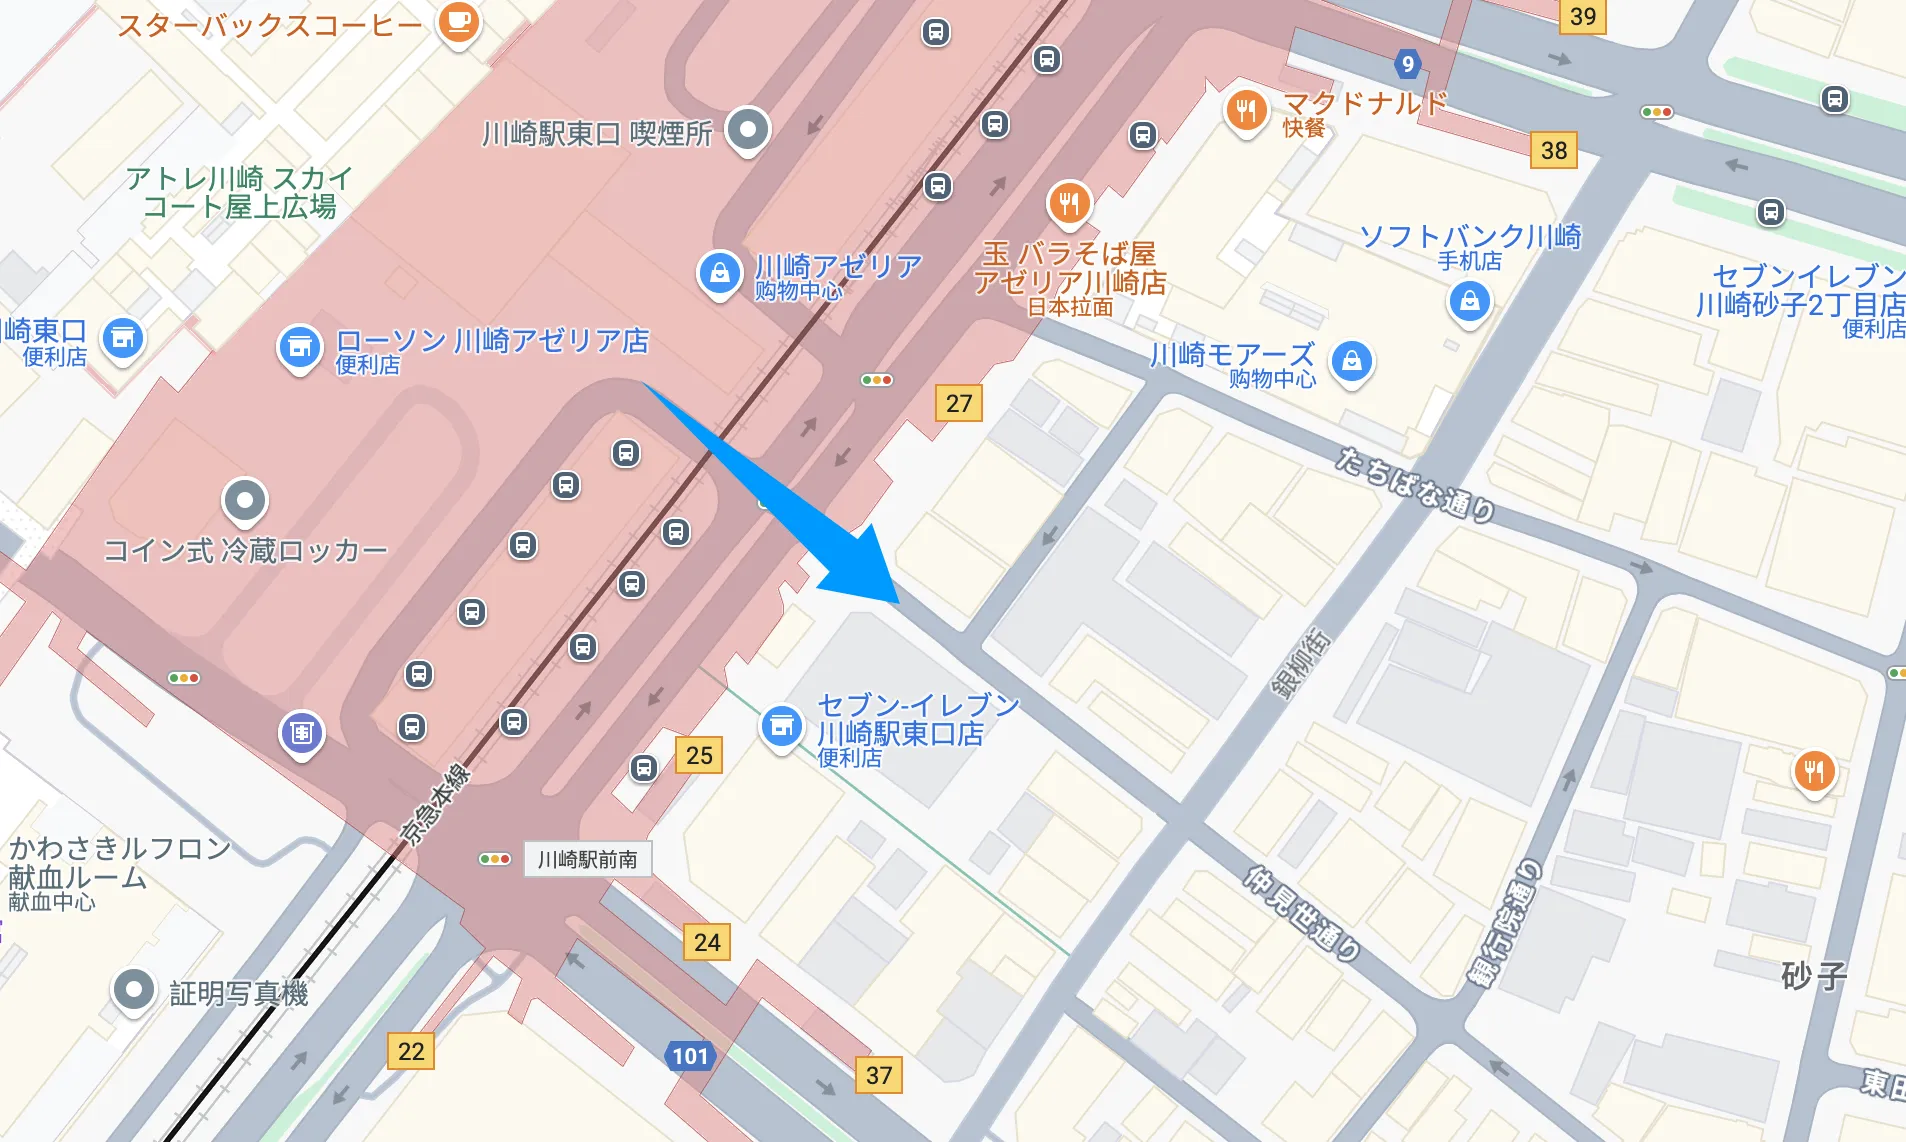 スターバックスコーヒー
39
9
マクドナルド
快餐
川崎駅東口 喫煙所
38
アトレ川崎 スカイ
コート屋上広場
ソフトバンク川崎
手机店
玉 バラそば屋
アゼリア川崎店
日本拉面
川崎アゼリア
购物中心
セブンイレブン
川崎砂子2丁目店
便利店
崎東口
便利店
ローソン 川崎アゼリア店
便利店
川崎モアーズ
购物中心
27
たちばな通り
コイン式 冷蔵ロッカー
銀柳街
セブン-イレブン
川崎駅東口店
便利店
25
京急本線
かわさきルフロン
献血ルーム
献血中心
川崎駅前南
仲見世通り
観行院通り
24
砂子
証明写真機
22
101
37
東田